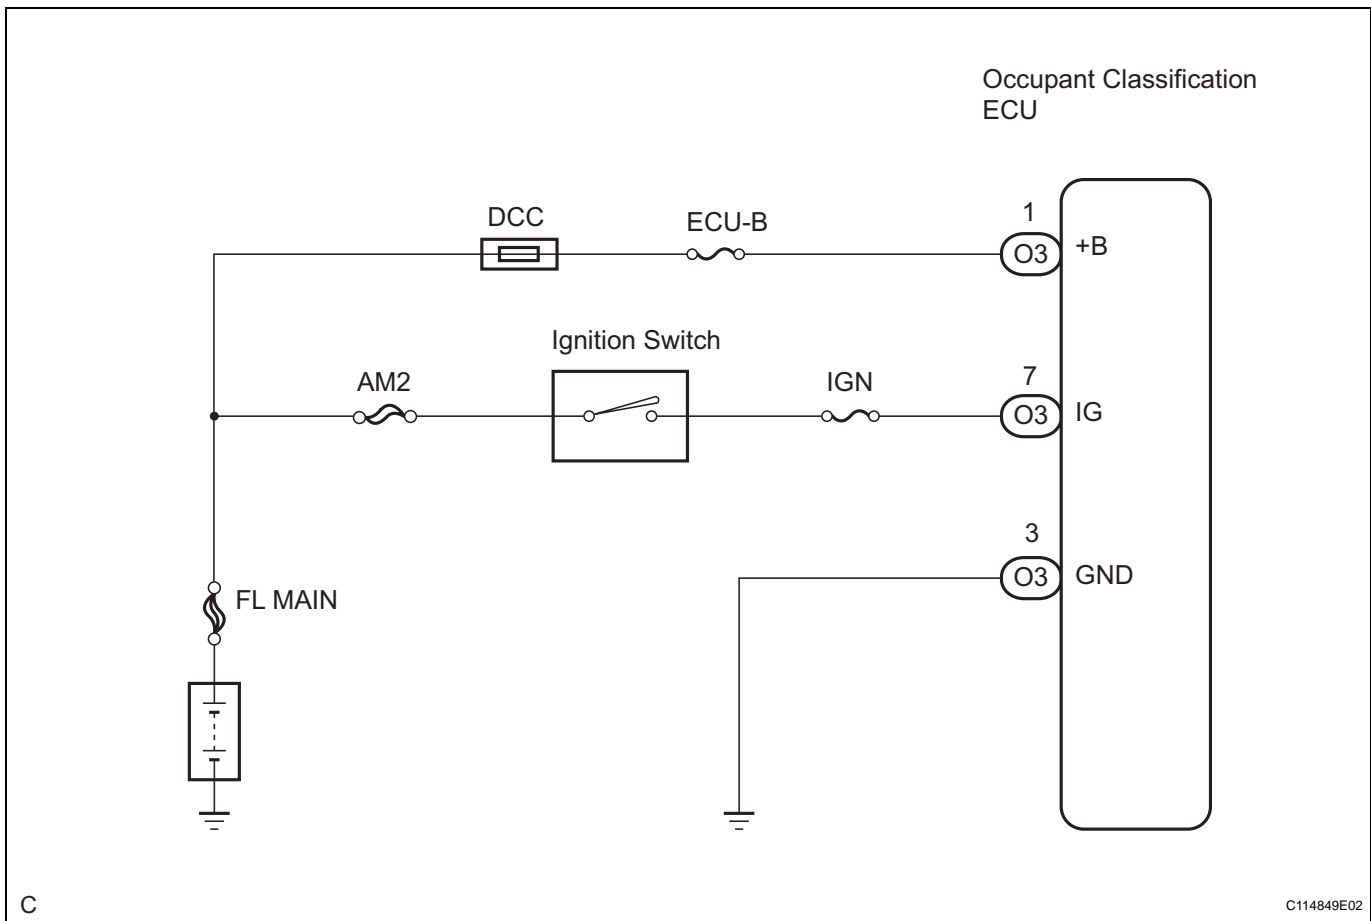 Occupant Classification
ECU
DCC
ECU-B
1
O3
+B
Ignition Switch
AM2
IGN
7
O3
IG
3
O3
GND
FL MAIN
C
C114849E02